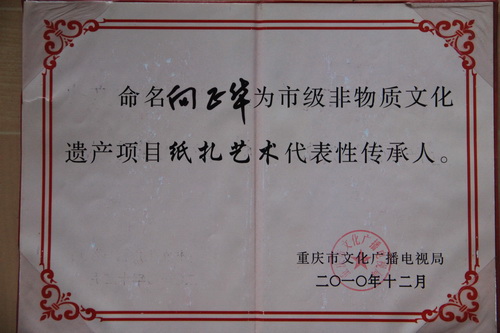 命名向正华为市级非物质文化
遗产项目纸扎艺术代表性传承人。
重庆市文化广播电视局
二〇一〇年十二月